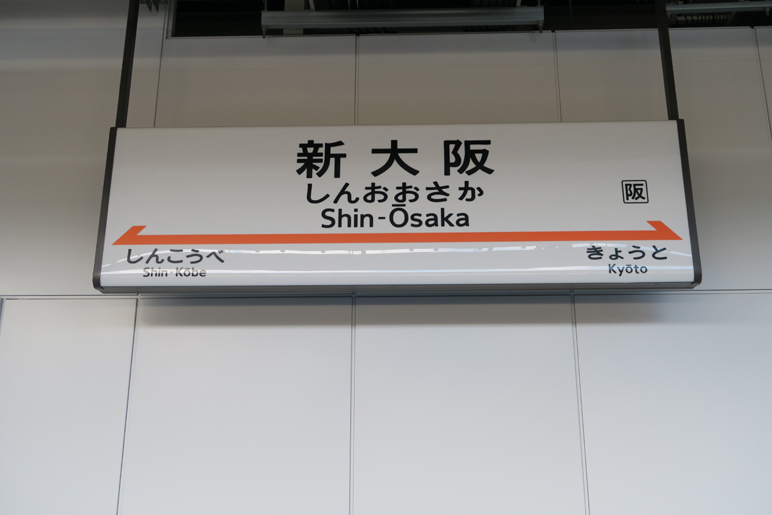 新大阪
しんおおさか
Shin-Ōsaka
阪
しんこうべ
Shin-Kōbe
きょうと
Kyōto